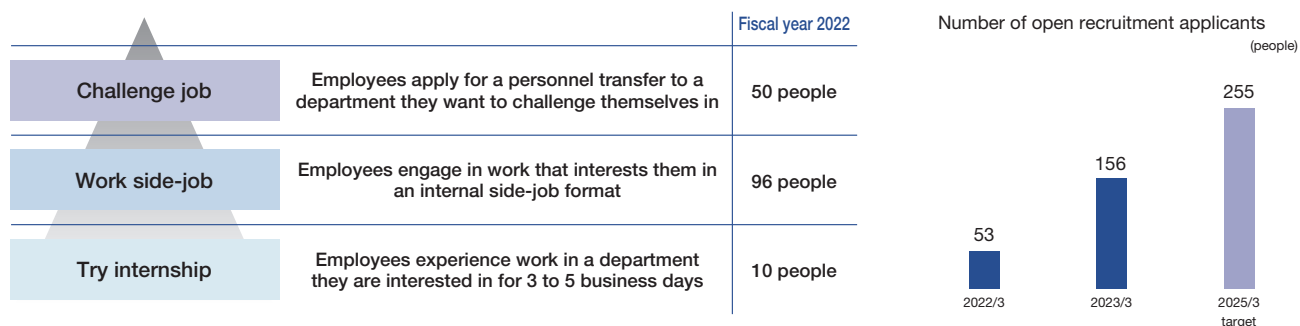 Fiscal year 2022
Challenge job
Employees apply for a personnel transfer to a
department they want to challenge themselves in
50 people
Work side-job
Employees engage in work that interests them in
an internal side-job format
96 people
Try internship
Employees experience work in a department
they are interested in for 3 to 5 business days
10 people
Number of open recruitment applicants
(people)
53
156
255
2022/3
2023/3
2025/3
target